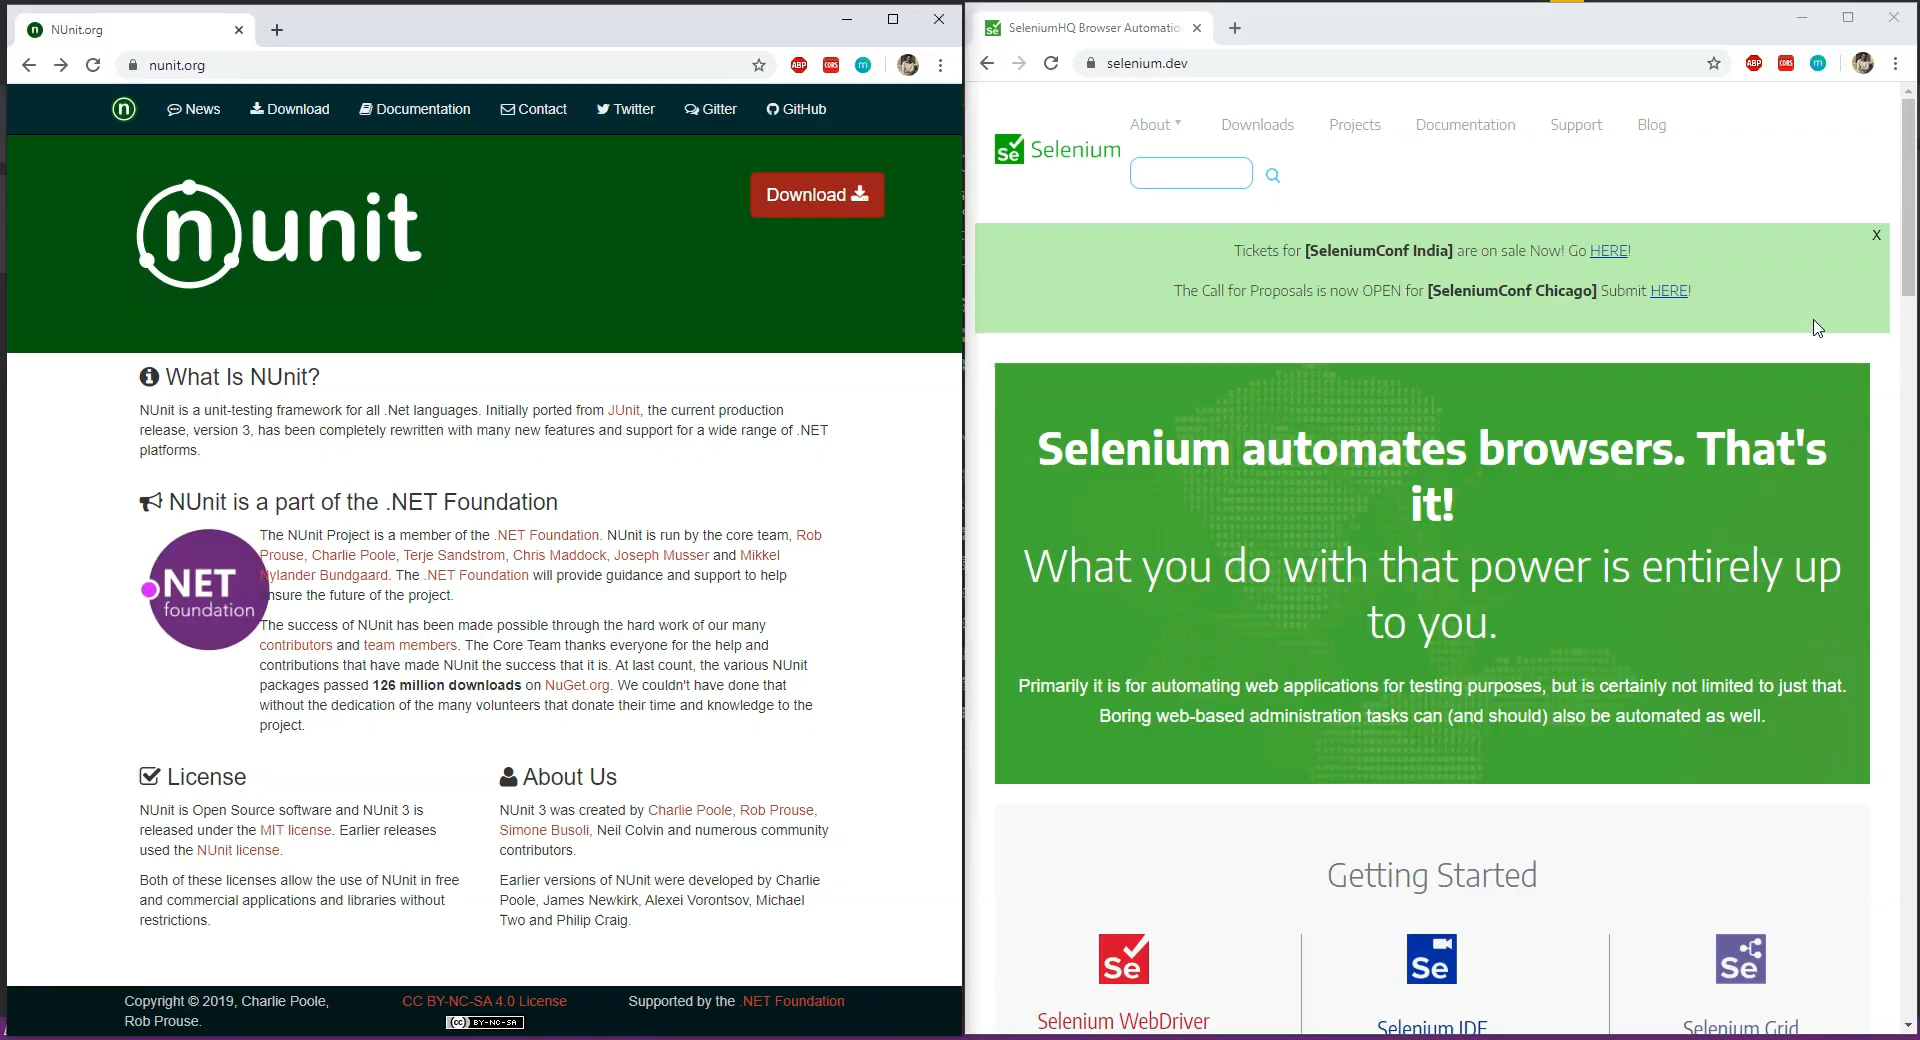 NUnit.org
nunit.org
ABP
CORS
m
n
News
Download
Documentation
Contact
Twitter
Gitter
GitHub
nunit
Download
What Is NUnit?
NUnit is a unit-testing framework for all .Net languages. Initially ported from JUnit, the current production
release, version 3, has been completely rewritten with many new features and support for a wide range of .NET
platforms.
NUnit is a part of the .NET Foundation
.NET
foundation
The NUnit Project is a member of the .NET Foundation. NUnit is run by the core team, Rob
Prouse, Charlie Poole, Terje Sandstrom, Chris Maddock, Joseph Musser and Mikkel
Nylander Bundgaard. The .NET Foundation will provide guidance and support to help
ensure the future of the project.
The success of NUnit has been made possible through the hard work of our many
contributors and team members. The Core Team thanks everyone for the help and
contributions that have made NUnit the success that it is. At last count, the various NUnit
packages passed 126 million downloads on NuGet.org. We couldn't have done that
without the dedication of the many volunteers that donate their time and knowledge to the
project.
License
NUnit is Open Source software and NUnit 3 is
released under the MIT license. Earlier releases
used the NUnit license.
Both of these licenses allow the use of NUnit in free
and commercial applications and libraries without
restrictions.
About Us
NUnit 3 was created by Charlie Poole, Rob Prouse,
Simone Busoli, Neil Colvin and numerous community
contributors.
Earlier versions of NUnit were developed by Charlie
Poole, James Newkirk, Alexei Vorontsov, Michael
Two and Philip Craig.
Copyright © 2019, Charlie Poole,
Rob Prouse.
CC BY-NC-SA 4.0 License
cc BY-NC-SA
Supported by the .NET Foundation
Se
SeleniumHQ Browser Automatio
selenium.dev
ABP
CORS
m
Se Selenium
About
Downloads
Projects
Documentation
Support
Blog
X
Tickets for [SeleniumConf India] are on sale Now! Go HERE!
The Call for Proposals is now OPEN for [SeleniumConf Chicago] Submit HERE!
Selenium automates browsers. That's
it!
What you do with that power is entirely up
to you.
Primarily it is for automating web applications for testing purposes, but is certainly not limited to just that.
Boring web-based administration tasks can (and should) also be automated as well.
Getting Started
Se
Se
Se
Selenium WebDriver
Selenium IDE
Selenium Grid